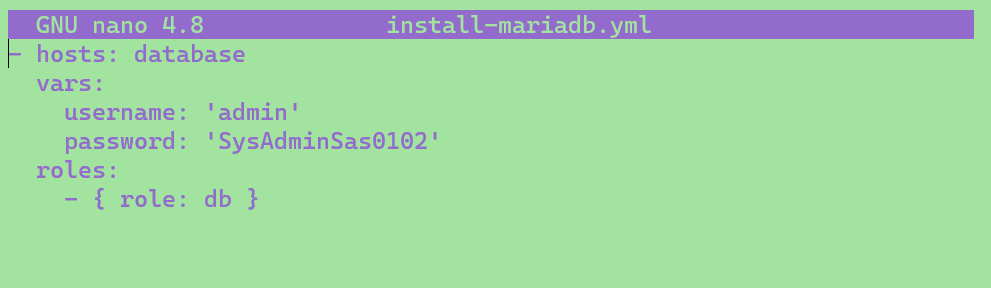 GNU nano 4.8 install-mariadb.yml
- hosts: database
  vars:
    username: 'admin'
    password: 'SysAdminSas0102'
  roles:
    - { role: db }